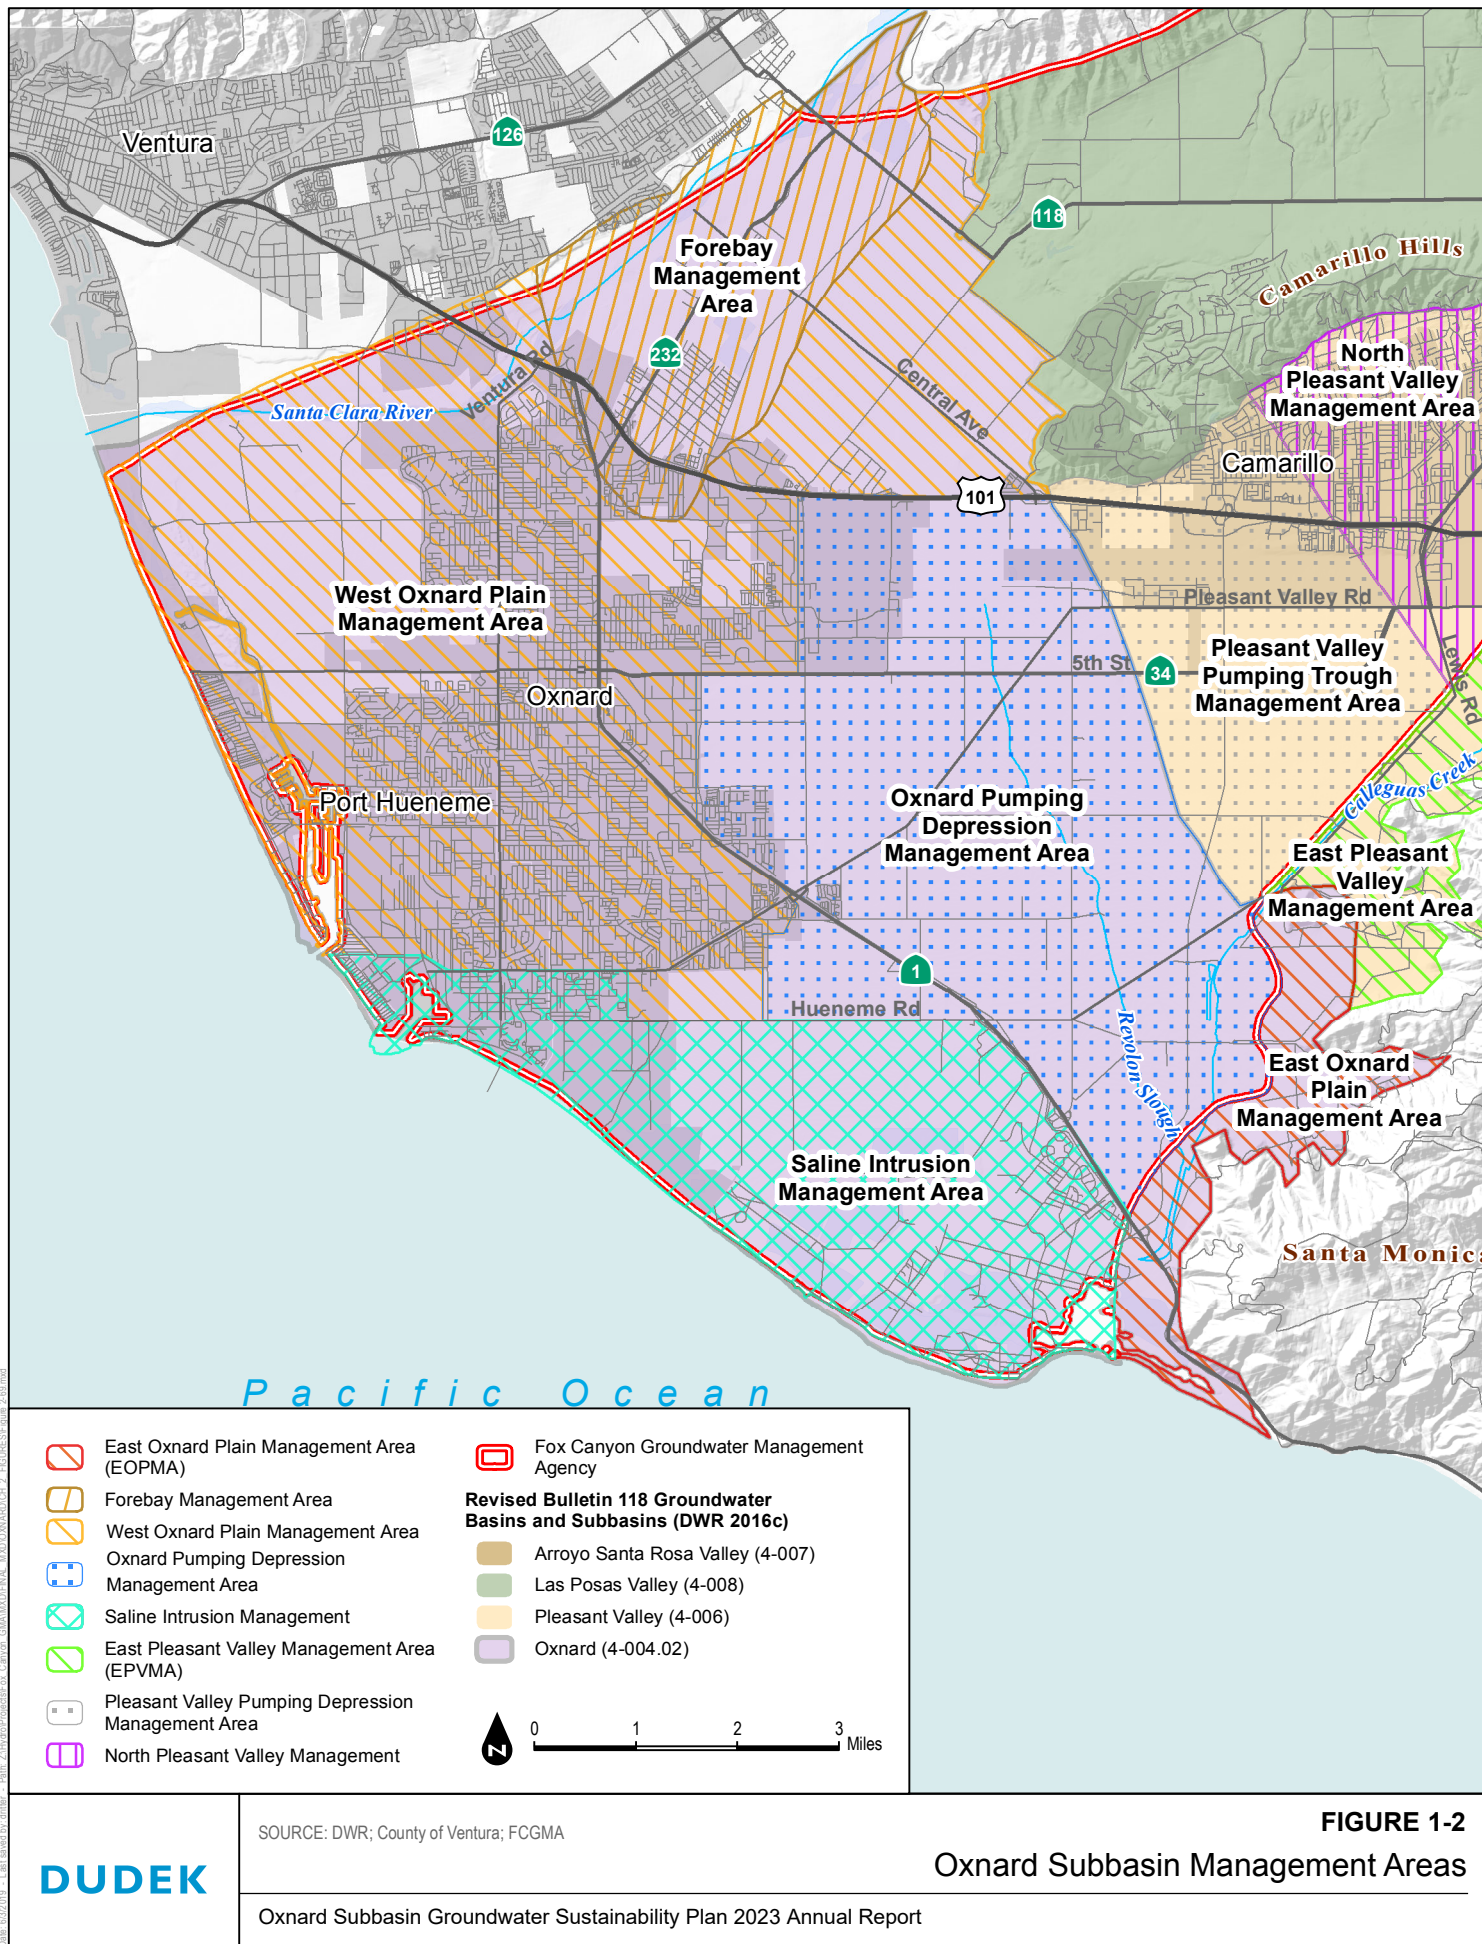 Ventura
126
118
Forebay
Management
Area
Camarillo Hills
232
Ventura Rd
Central Ave
North
Pleasant Valley
Management Area
Santa Clara River
Camarillo
101
West Oxnard Plain
Management Area
Pleasant Valley Rd
5th St
34
Pleasant Valley
Pumping Trough
Management Area
Lewis Rd
Oxnard
Port Hueneme
Oxnard Pumping
Depression
Management Area
Calleguas Creek
East Pleasant
Valley
Management Area
1
Hueneme Rd
Revolon Slough
East Oxnard
Plain
Management Area
Saline Intrusion
Management Area
Santa Monica
Pacific Ocean
East Oxnard Plain Management Area
(EOPMA)
Forebay Management Area
West Oxnard Plain Management Area
Oxnard Pumping Depression
Management Area
Saline Intrusion Management
East Pleasant Valley Management Area
(EPVMA)
Pleasant Valley Pumping Depression
Management Area
North Pleasant Valley Management
Fox Canyon Groundwater Management
Agency
Revised Bulletin 118 Groundwater
Basins and Subbasins (DWR 2016c)
Arroyo Santa Rosa Valley (4-007)
Las Posas Valley (4-008)
Pleasant Valley (4-006)
Oxnard (4-004.02)
N
0 1 2 3
Miles
DUDEK
SOURCE: DWR; County of Ventura; FCGMA
FIGURE 1-2
Oxnard Subbasin Management Areas
Oxnard Subbasin Groundwater Sustainability Plan 2023 Annual Report